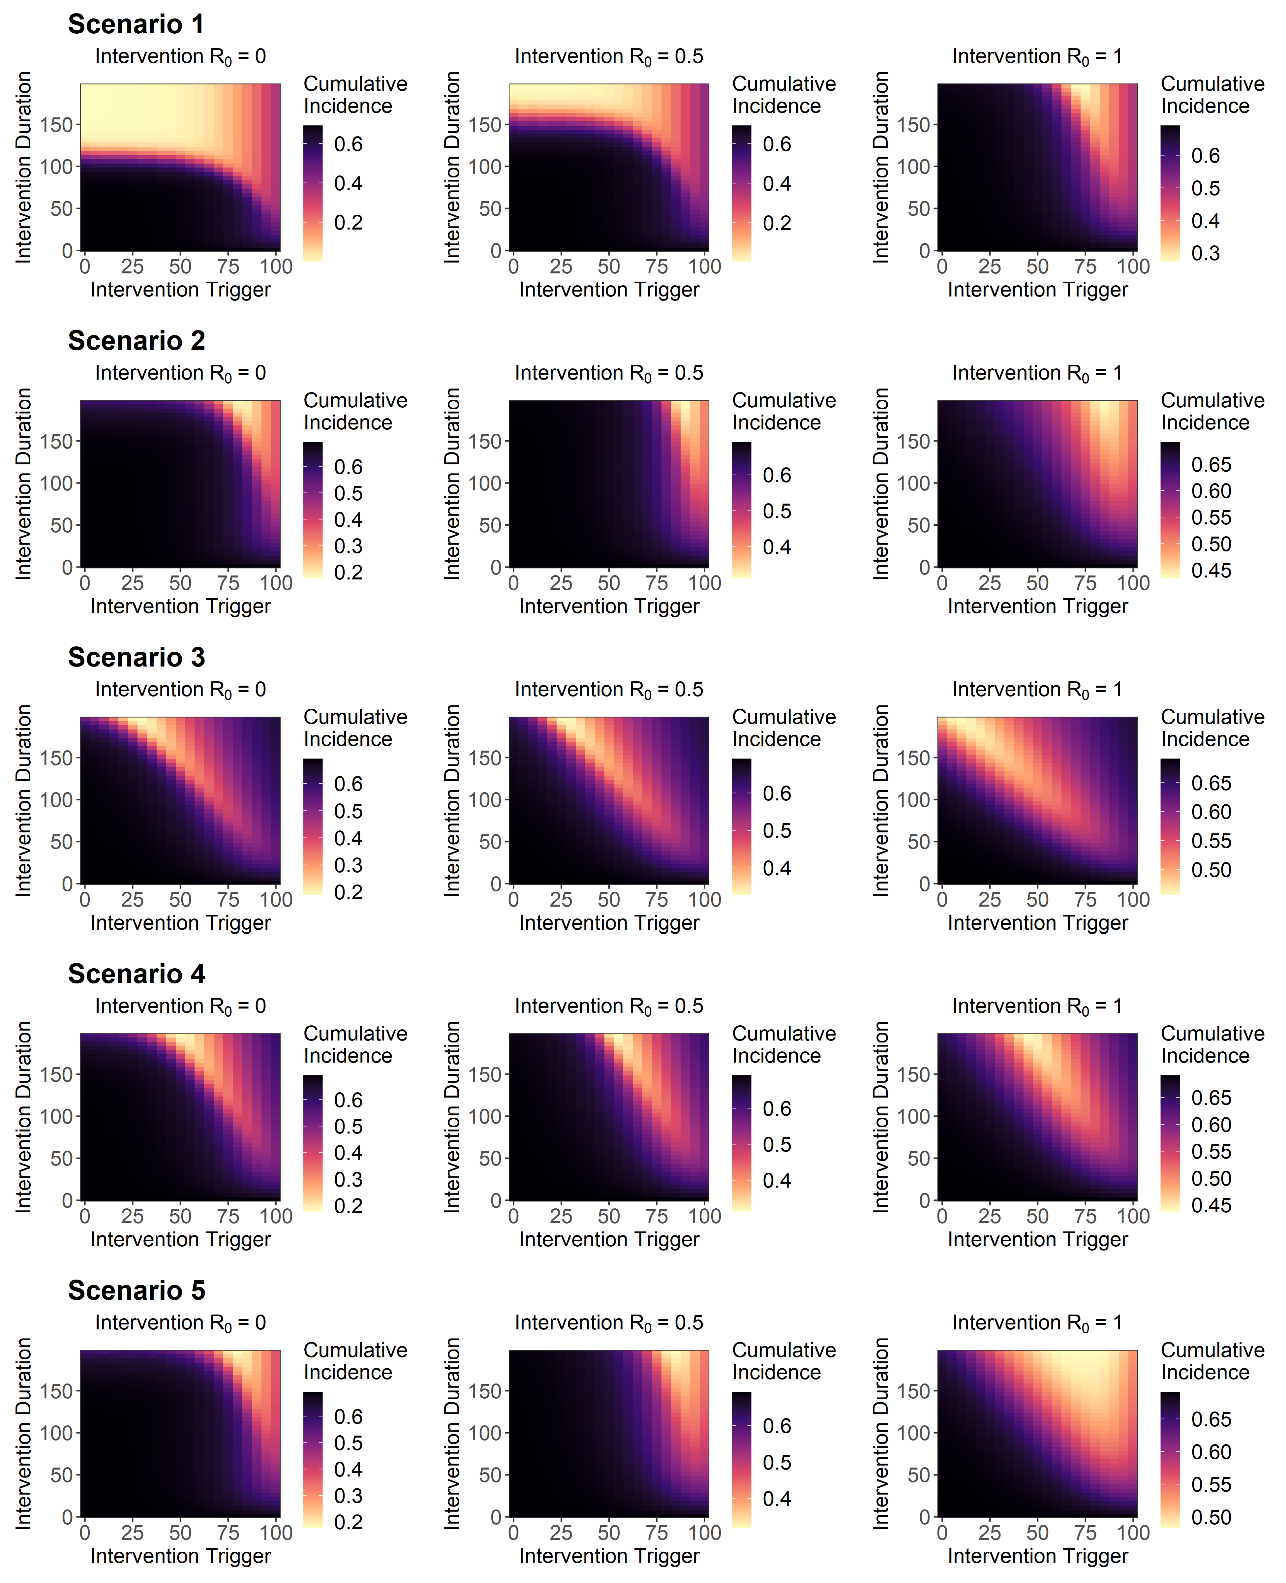 Scenario 1
Intervention R0 = 0
Intervention Duration
150
100
50
0
0 25 50 75 100
Intervention Trigger
Cumulative
Incidence
0.6
0.4
0.2
Intervention R0 = 0.5
Intervention Duration
150
100
50
0
0 25 50 75 100
Intervention Trigger
Cumulative
Incidence
0.6
0.4
0.2
Intervention R0 = 1
Intervention Duration
150
100
50
0
0 25 50 75 100
Intervention Trigger
Cumulative
Incidence
0.6
0.5
0.4
0.3
Scenario 2
Intervention R0 = 0
Intervention Duration
150
100
50
0
0 25 50 75 100
Intervention Trigger
Cumulative
Incidence
0.6
0.5
0.4
0.3
0.2
Intervention R0 = 0.5
Intervention Duration
150
100
50
0
0 25 50 75 100
Intervention Trigger
Cumulative
Incidence
0.6
0.5
0.4
Intervention R0 = 1
Intervention Duration
150
100
50
0
0 25 50 75 100
Intervention Trigger
Cumulative
Incidence
0.65
0.60
0.55
0.50
0.45
Scenario 3
Intervention R0 = 0
Intervention Duration
150
100
50
0
0 25 50 75 100
Intervention Trigger
Cumulative
Incidence
0.6
0.5
0.4
0.3
0.2
Intervention R0 = 0.5
Intervention Duration
150
100
50
0
0 25 50 75 100
Intervention Trigger
Cumulative
Incidence
0.6
0.5
0.4
Intervention R0 = 1
Intervention Duration
150
100
50
0
0 25 50 75 100
Intervention Trigger
Cumulative
Incidence
0.65
0.60
0.55
0.50
Scenario 4
Intervention R0 = 0
Intervention Duration
150
100
50
0
0 25 50 75 100
Intervention Trigger
Cumulative
Incidence
0.6
0.5
0.4
0.3
0.2
Intervention R0 = 0.5
Intervention Duration
150
100
50
0
0 25 50 75 100
Intervention Trigger
Cumulative
Incidence
0.6
0.5
0.4
Intervention R0 = 1
Intervention Duration
150
100
50
0
0 25 50 75 100
Intervention Trigger
Cumulative
Incidence
0.65
0.60
0.55
0.50
0.45
Scenario 5
Intervention R0 = 0
Intervention Duration
150
100
50
0
0 25 50 75 100
Intervention Trigger
Cumulative
Incidence
0.6
0.5
0.4
0.3
0.2
Intervention R0 = 0.5
Intervention Duration
150
100
50
0
0 25 50 75 100
Intervention Trigger
Cumulative
Incidence
0.6
0.5
0.4
Intervention R0 = 1
Intervention Duration
150
100
50
0
0 25 50 75 100
Intervention Trigger
Cumulative
Incidence
0.65
0.60
0.55
0.50